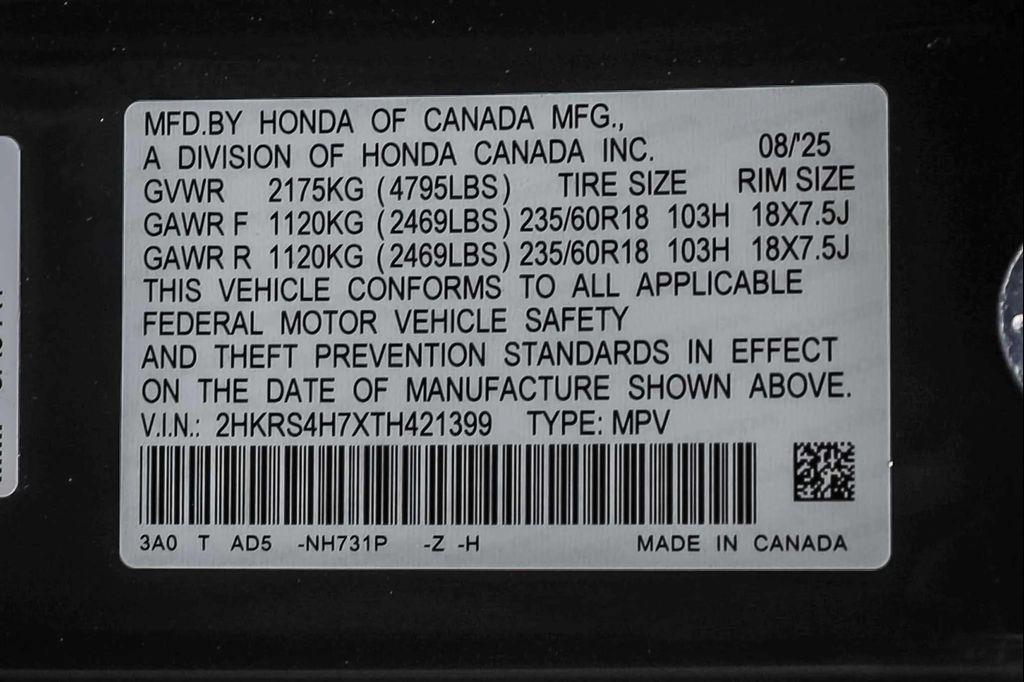 MFD.BY HONDA OF CANADA MFG.,
A DIVISION OF HONDA CANADA INC. 08/'25
GVWR 2175KG (4795LBS) TIRE SIZE RIM SIZE
GAWR F 1120KG (2469LBS) 235/60R18 103H 18X7.5J
GAWR R 1120KG (2469LBS) 235/60R18 103H 18X7.5J
THIS VEHICLE CONFORMS TO ALL APPLICABLE
FEDERAL MOTOR VEHICLE SAFETY
AND THEFT PREVENTION STANDARDS IN EFFECT
ON THE DATE OF MANUFACTURE SHOWN ABOVE.
V.I.N.: 2HKRS4H7XTH421399 TYPE: MPV
3A0 T AD5 -NH731P -Z -H MADE IN CANADA